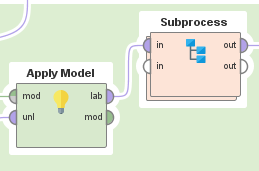 Subprocess
in out
in out
Apply Model
mod lab
unl mod